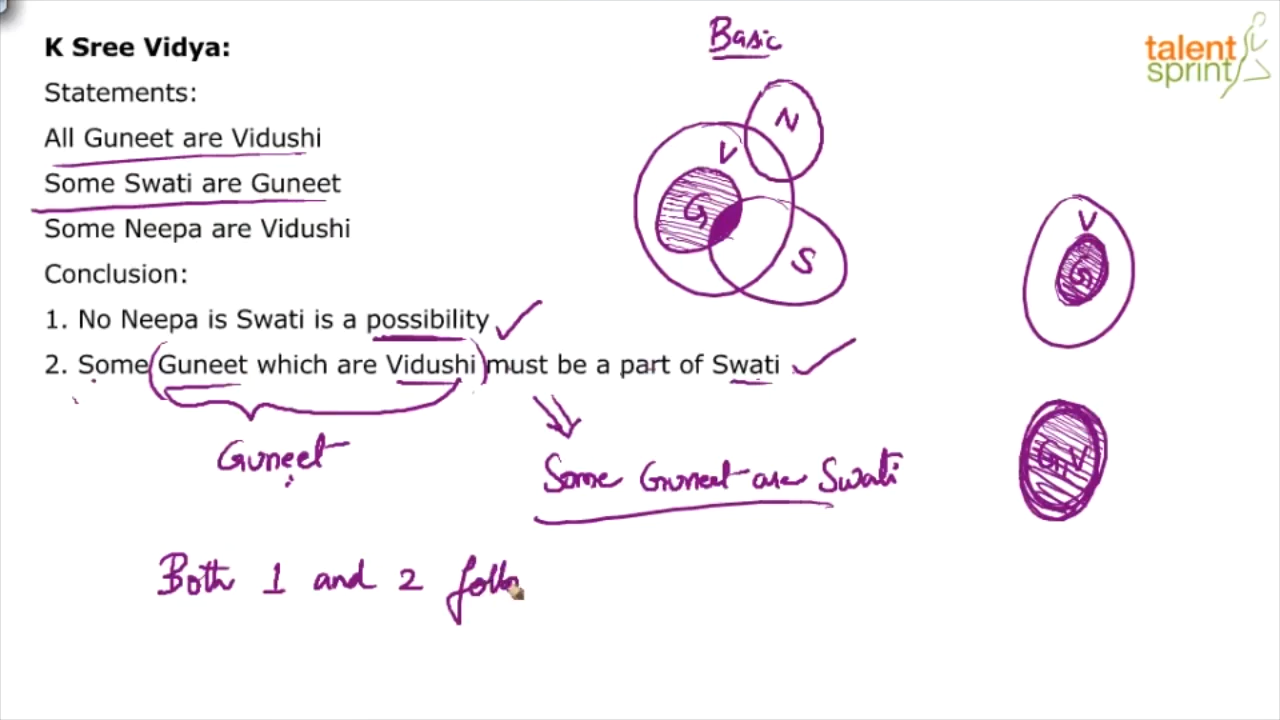 Basic
talent
sprint
K Sree Vidya:
Statements:
All Guneet are Vidushi
Some Swati are Guneet
Some Neepa are Vidushi
Conclusion:
1. No Neepa is Swati is a possibility
2. Some Guneet which are Vidushi must be a part of Swati
N
V
G
S
V
G
G, V
Guneet
Some Guneet are Swati
Both 1 and 2 follo